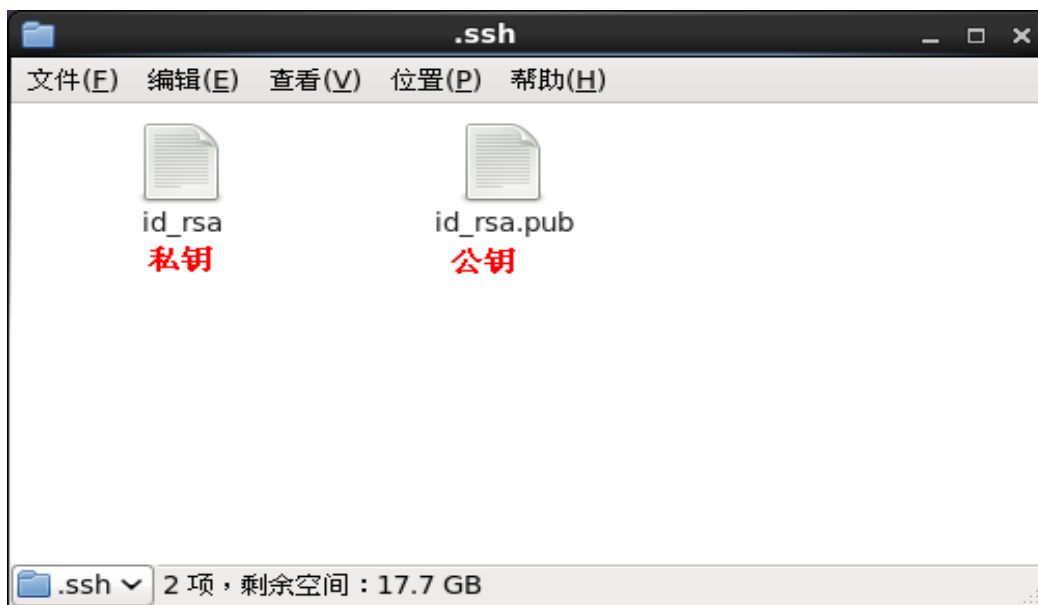 .ssh
文件(F) 编辑(E) 查看(V) 位置(P) 帮助(H)
id_rsa id_rsa.pub
私钥 公钥
.ssh 2 项，剩余空间：17.7 GB